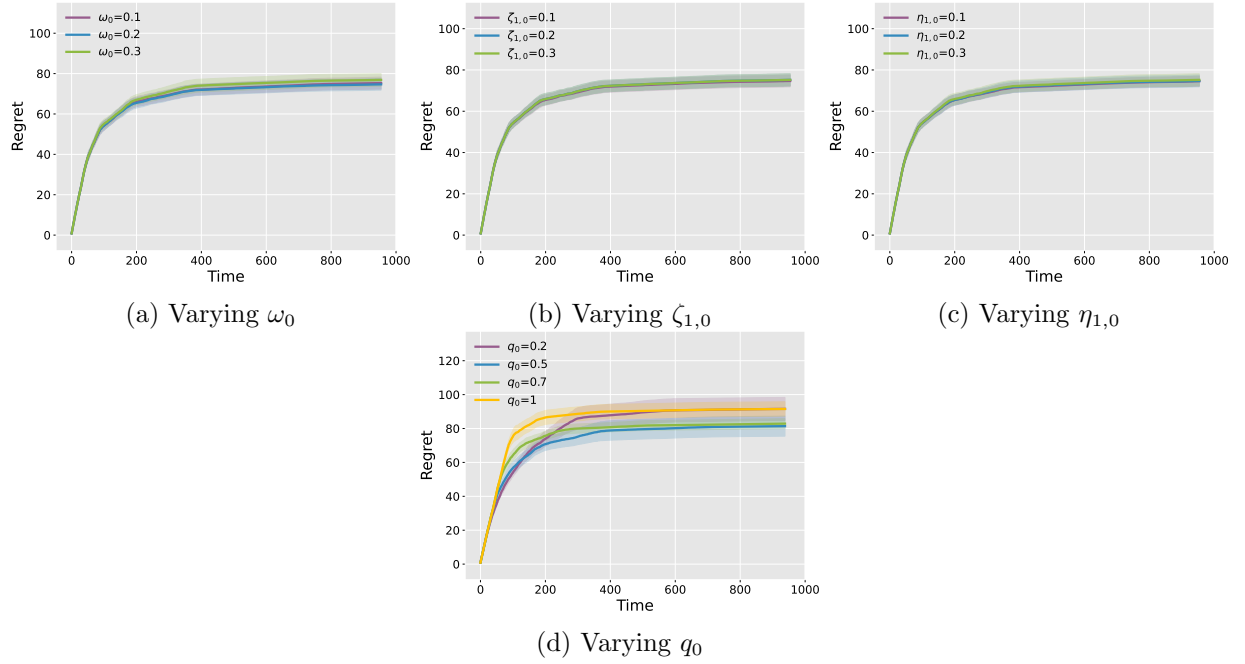 ω₀=0.1
ω₀=0.2
ω₀=0.3
100
80
60
40
20
0
Regret
0 200 400 600 800 1000
Time
(a) Varying ω₀
ζ₁,₀=0.1
ζ₁,₀=0.2
ζ₁,₀=0.3
100
80
60
40
20
0
Regret
0 200 400 600 800 1000
Time
(b) Varying ζ₁,₀
η₁,₀=0.1
η₁,₀=0.2
η₁,₀=0.3
100
80
60
40
20
0
Regret
0 200 400 600 800 1000
Time
(c) Varying η₁,₀
q₀=0.2
q₀=0.5
q₀=0.7
q₀=1
120
100
80
60
40
20
0
Regret
0 200 400 600 800 1000
Time
(d) Varying q₀